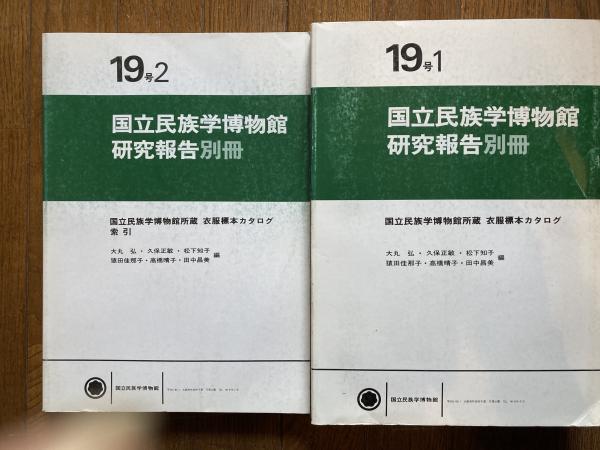 19号2
国立民族学博物館
研究報告別冊
国立民族学博物館所蔵 衣服標本カタログ
索引
大丸 弘・久保正敏・松下知子
猿田佳那子・高橋晴子・田中昌美 編
国立民族学博物館
19号1
国立民族学博物館
研究報告別冊
国立民族学博物館所蔵 衣服標本カタログ
大丸 弘・久保正敏・松下知子
猿田佳那子・高橋晴子・田中昌美 編
国立民族学博物館